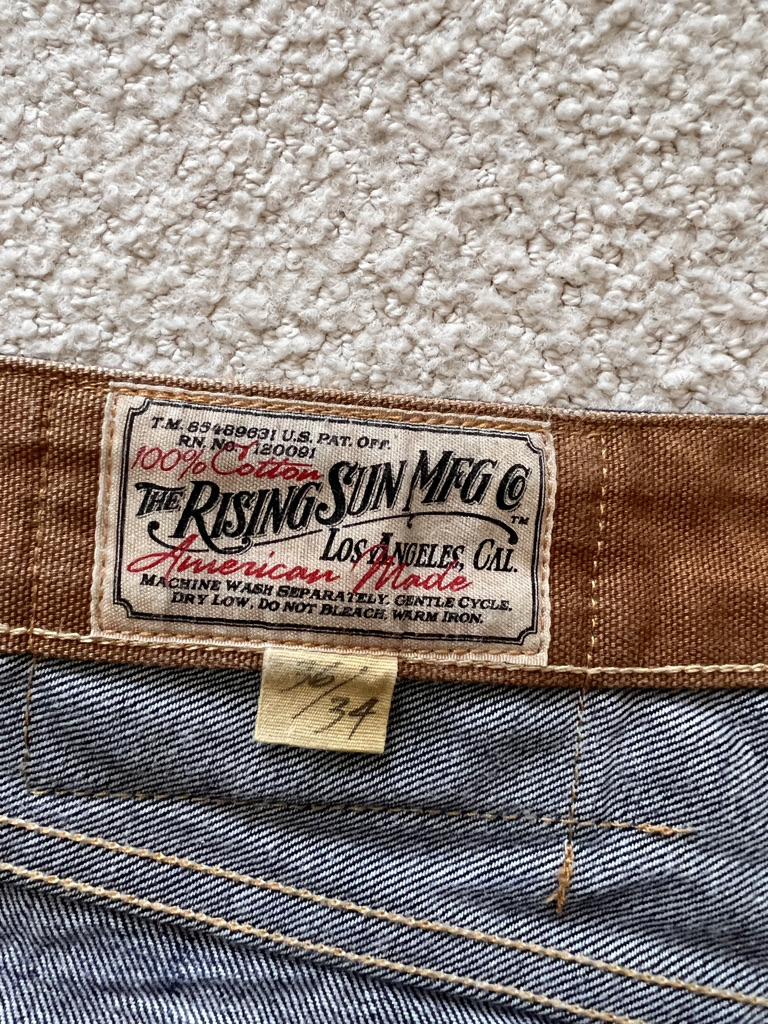 T.M. 85489631 U.S. PAT. OFF.
RN. No. 120091
100% Cotton
THE RISING SUN MFG CO
™
LOS ANGELES, CAL.
American Made
MACHINE WASH SEPARATELY. GENTLE CYCLE.
DRY LOW, DO NOT BLEACH, WARM IRON.
36/34